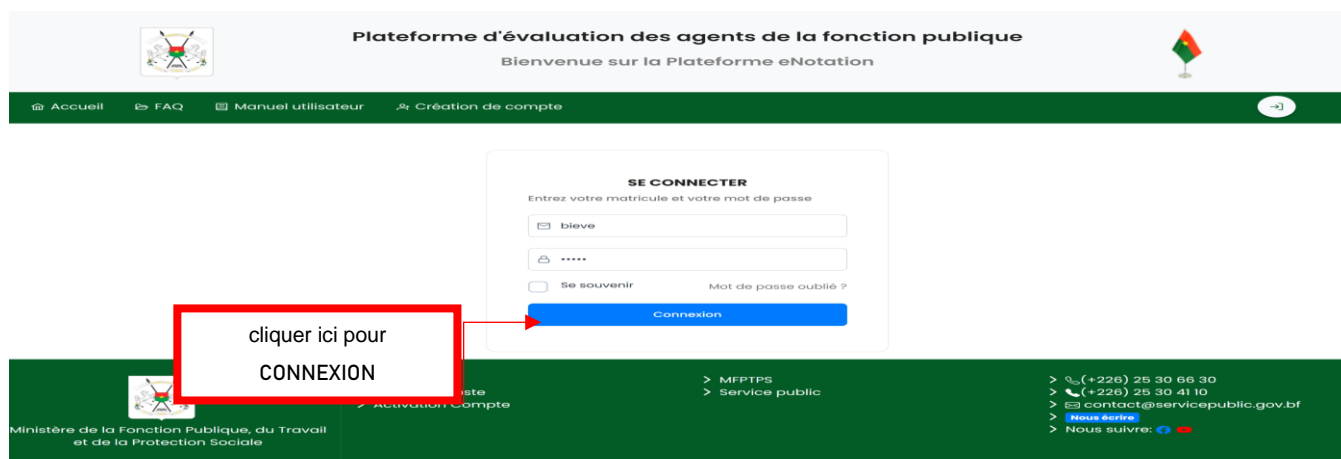 Plateforme d'évaluation des agents de la fonction publique
Bienvenue sur la Plateforme eNotation
Accueil FAQ Manuel utilisateur Création de compte
SE CONNECTER
Entrez votre matricule et votre mot de passe
bieve
•••••
Se souvenir Mot de passe oublié ?
Connexion
cliquer ici pour
CONNEXION
Ministère de la Fonction Publique, du Travail
et de la Protection Sociale
> Activation Compte
> MFPTPS
> Service public
> (+226) 25 30 66 30
> (+226) 25 30 41 10
> contact@servicepublic.gov.bf
> Nous écrire
> Nous suivre: